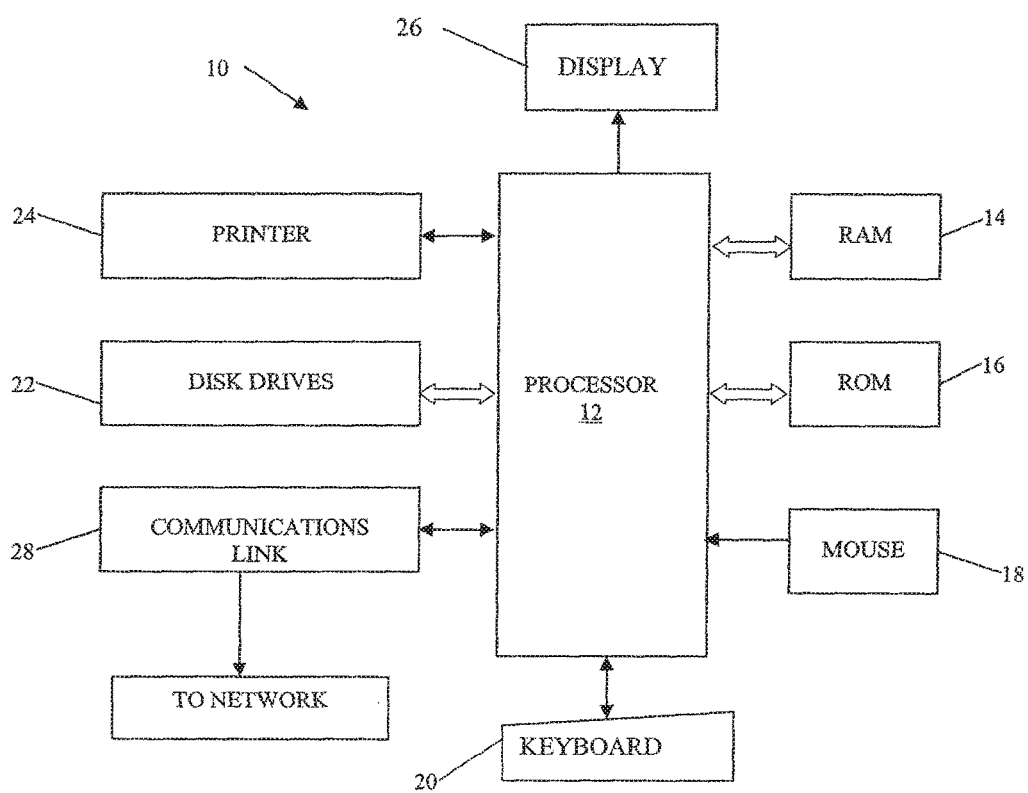 26
DISPLAY
10
24
PRINTER
RAM
14
22
DISK DRIVES
PROCESSOR
12
ROM
16
28
COMMUNICATIONS
LINK
MOUSE
18
TO NETWORK
KEYBOARD
20